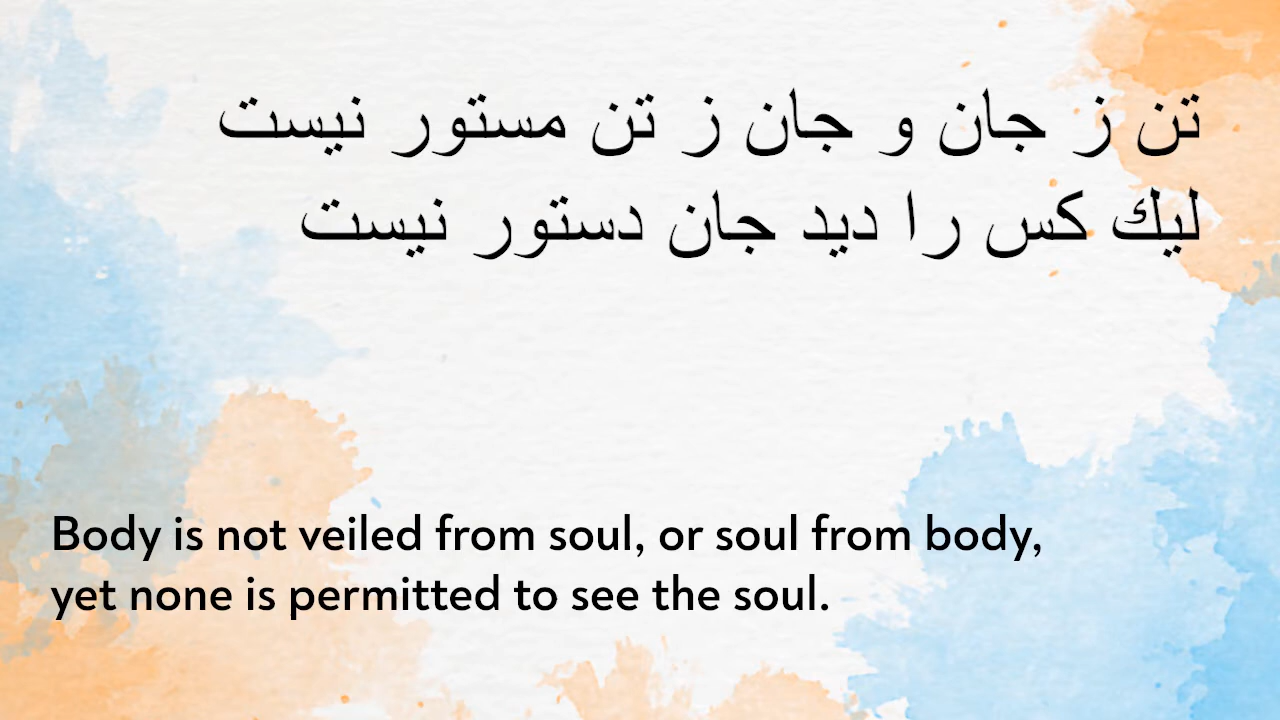 تن ز جان و جان ز تن مستور نیست
لیك کس را دید جان دستور نیست
Body is not veiled from soul, or soul from body,
yet none is permitted to see the soul.